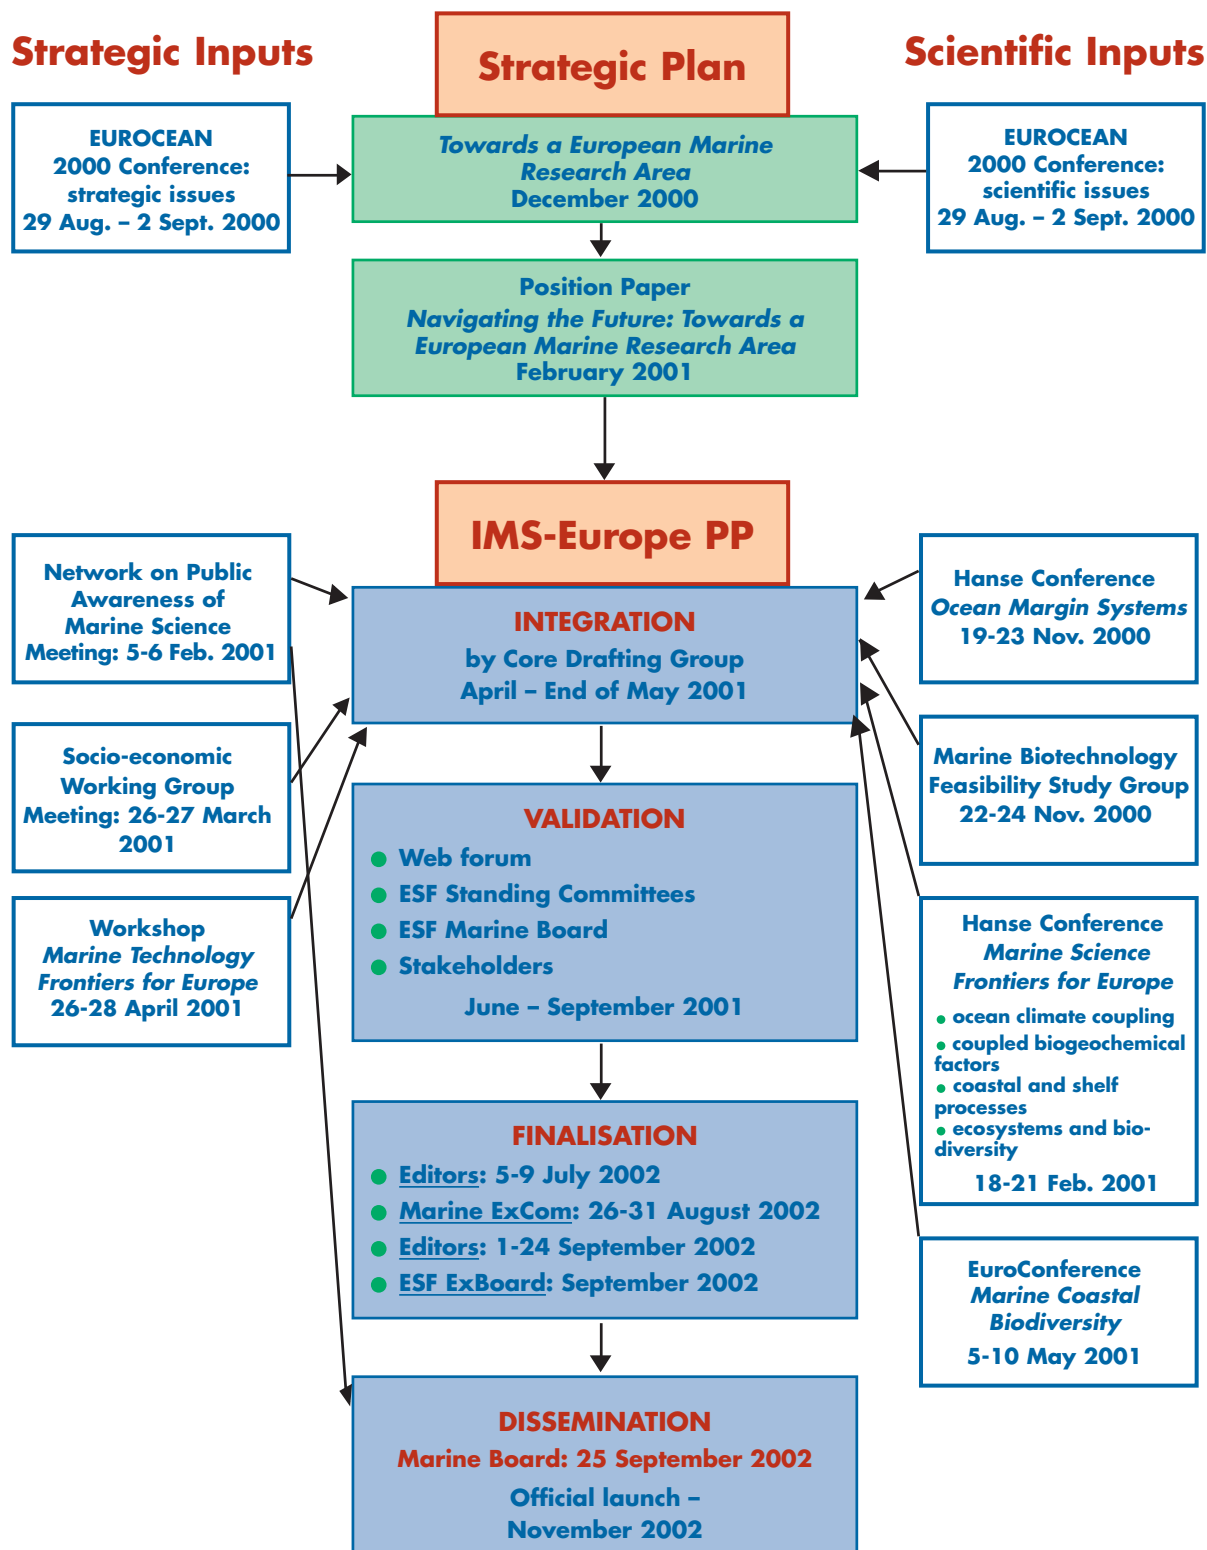 Strategic Inputs
EUROCEAN
2000 Conference:
strategic issues
29 Aug. – 2 Sept. 2000
Strategic Plan
Towards a European Marine
Research Area
December 2000
Scientific Inputs
EUROCEAN
2000 Conference:
scientific issues
29 Aug. – 2 Sept. 2000
Position Paper
Navigating the Future: Towards a
European Marine Research Area
February 2001
IMS-Europe PP
Network on Public
Awareness of
Marine Science
Meeting: 5-6 Feb. 2001
Socio-economic
Working Group
Meeting: 26-27 March
2001
Workshop
Marine Technology
Frontiers for Europe
26-28 April 2001
INTEGRATION
by Core Drafting Group
April – End of May 2001
VALIDATION
● Web forum
● ESF Standing Committees
● ESF Marine Board
● Stakeholders
June – September 2001
FINALISATION
● Editors: 5-9 July 2002
● Marine ExCom: 26-31 August 2002
● Editors: 1-24 September 2002
● ESF ExBoard: September 2002
DISSEMINATION
Marine Board: 25 September 2002
Official launch –
November 2002
Hanse Conference
Ocean Margin Systems
19-23 Nov. 2000
Marine Biotechnology
Feasibility Study Group
22-24 Nov. 2000
Hanse Conference
Marine Science
Frontiers for Europe
● ocean climate coupling
● coupled biogeochemical
factors
● coastal and shelf
processes
● ecosystems and bio-
diversity
18-21 Feb. 2001
EuroConference
Marine Coastal
Biodiversity
5-10 May 2001